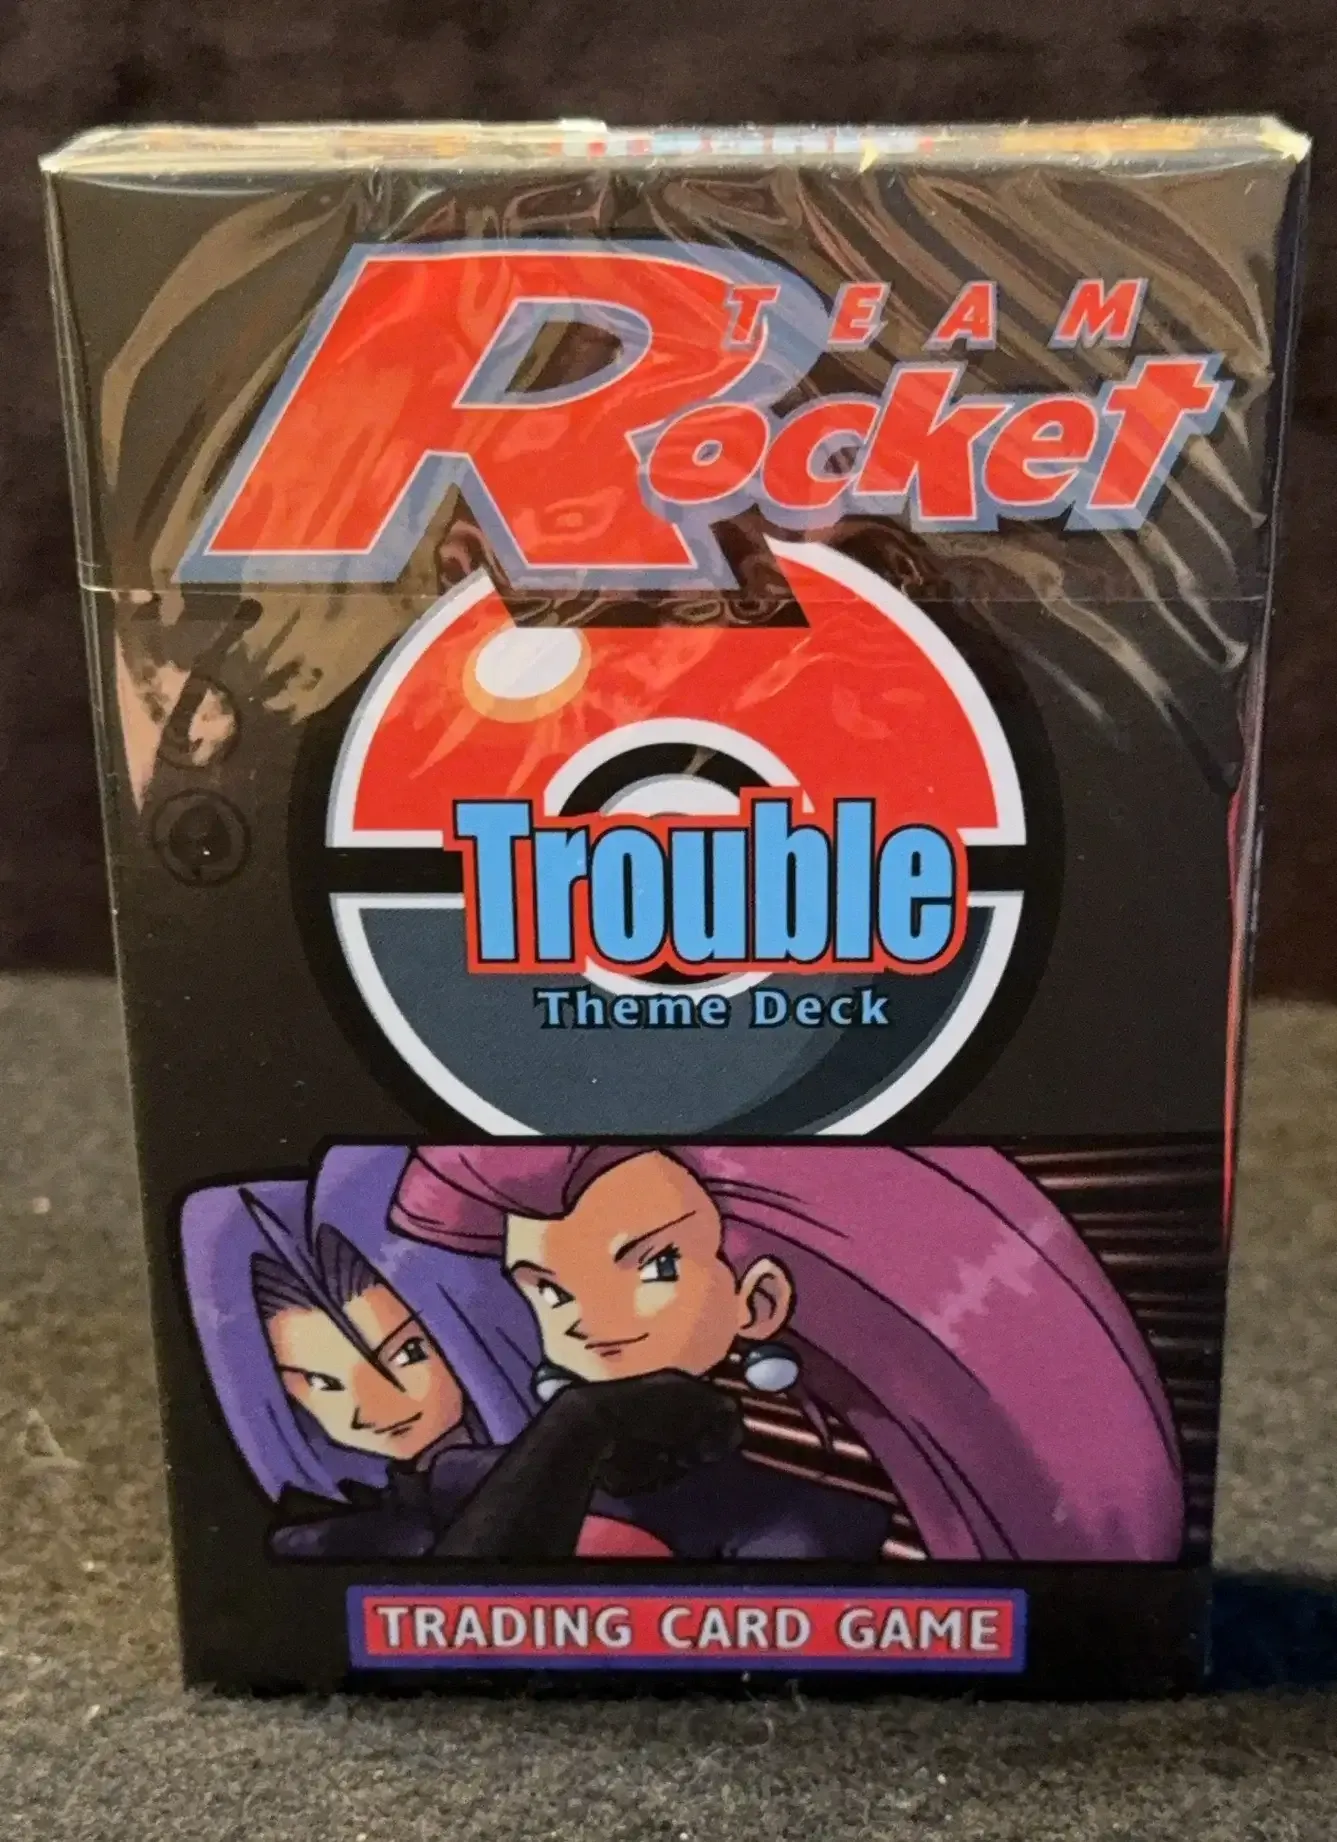 TEAM
Rocket
Trouble
Theme Deck
TRADING CARD GAME